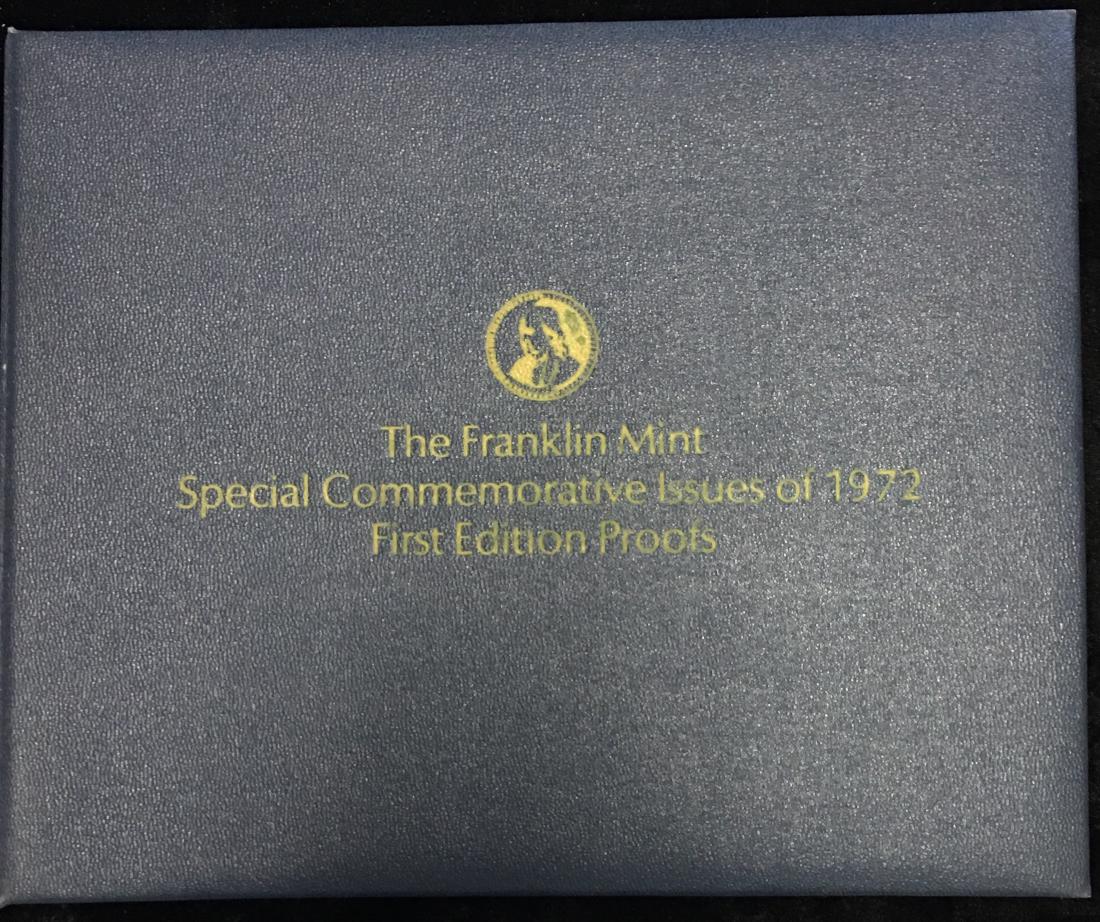 The Franklin Mint
Special Commemorative Issues of 1972
First Edition Proofs